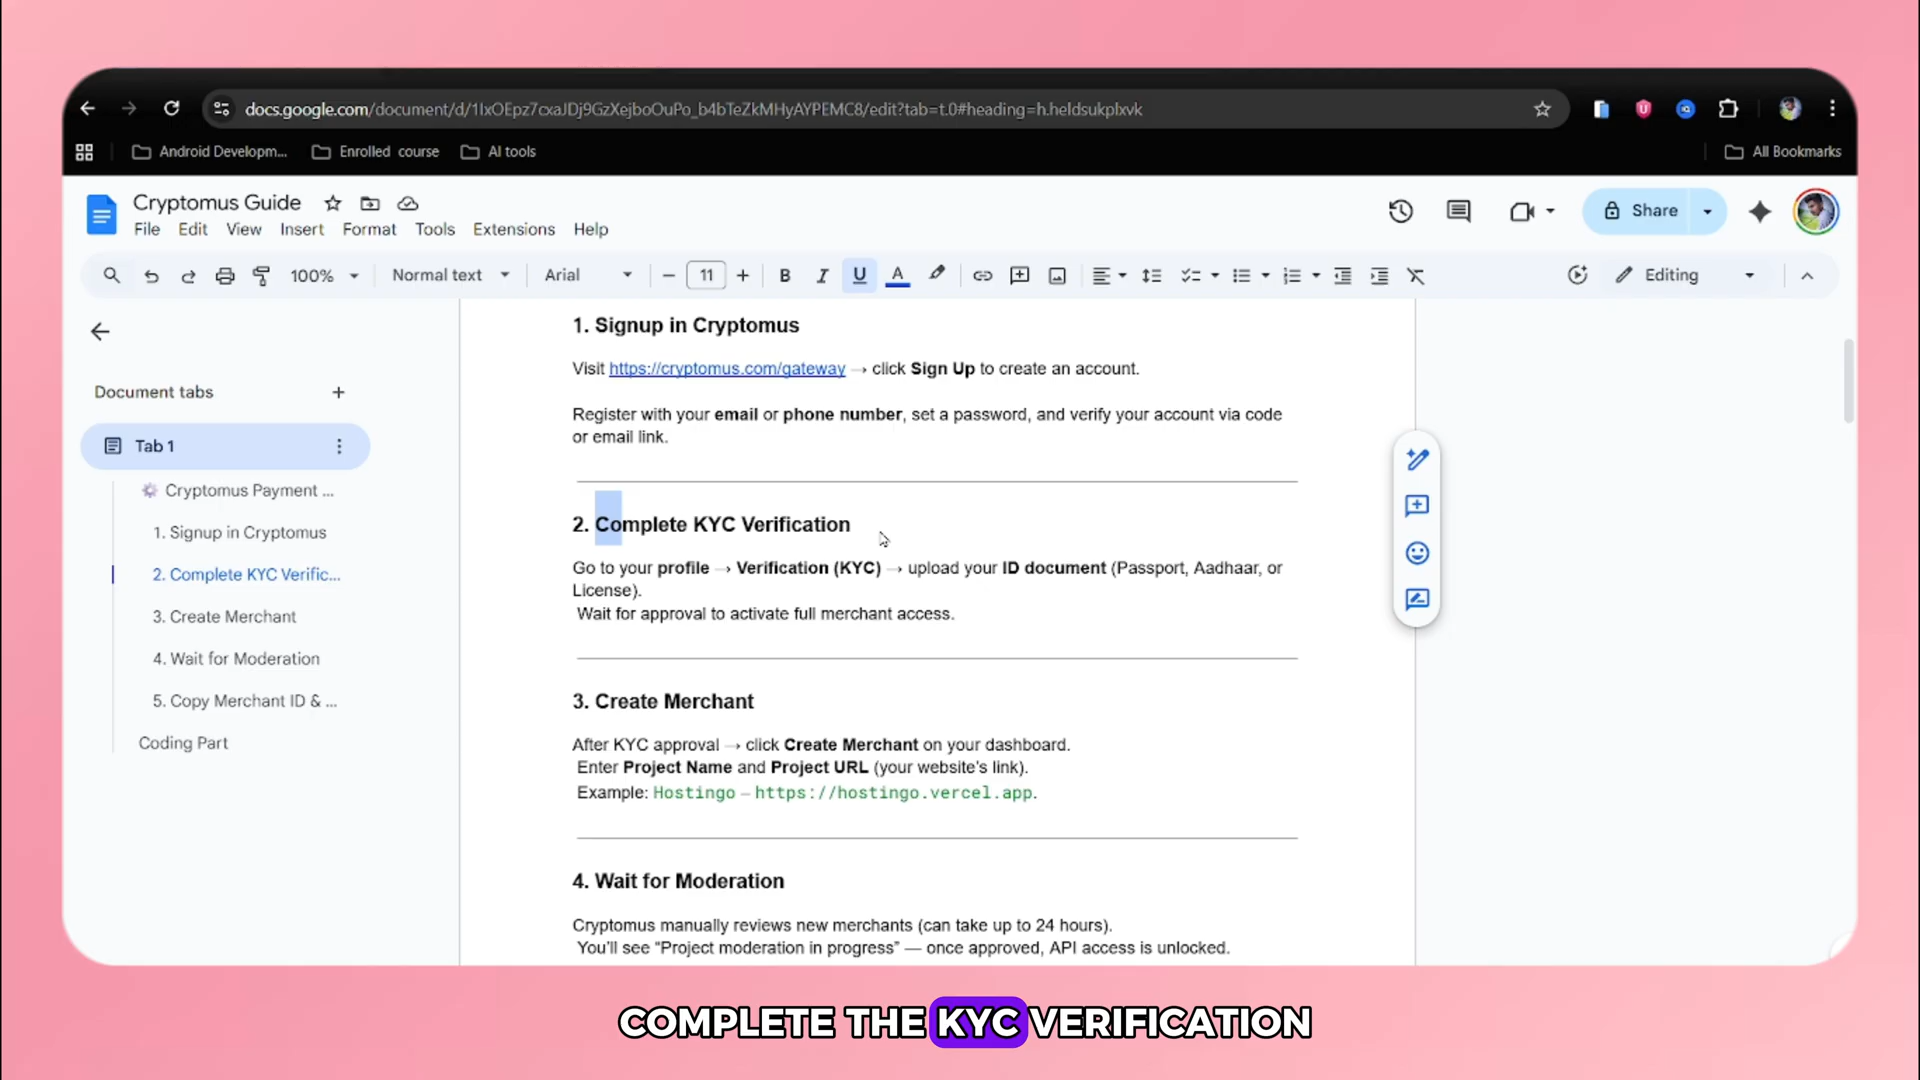 docs.google.com/document/d/1IxOEpz7cxaJDj9GzXejboOuPo_b4bTeZkMHyAYPEMC8/edit?tab=t.0#heading=h.heldsukplxvk
Android Developm...
Enrolled course
AI tools
All Bookmarks
Cryptomus Guide
File Edit View Insert Format Tools Extensions Help
Share
100%
Normal text
Arial
11
B I U A
Editing
Document tabs
Tab 1
Cryptomus Payment ...
1. Signup in Cryptomus
2. Complete KYC Verific...
3. Create Merchant
4. Wait for Moderation
5. Copy Merchant ID & ...
Coding Part
1. Signup in Cryptomus
Visit https://cryptomus.com/gateway → click Sign Up to create an account.
Register with your email or phone number, set a password, and verify your account via code
or email link.
2. Complete KYC Verification
Go to your profile → Verification (KYC) → upload your ID document (Passport, Aadhaar, or
License).
Wait for approval to activate full merchant access.
3. Create Merchant
After KYC approval → click Create Merchant on your dashboard.
Enter Project Name and Project URL (your website's link).
Example: Hostingo – https://hostingo.vercel.app.
4. Wait for Moderation
Cryptomus manually reviews new merchants (can take up to 24 hours).
You'll see “Project moderation in progress” — once approved, API access is unlocked.
COMPLETE THE KYC VERIFICATION